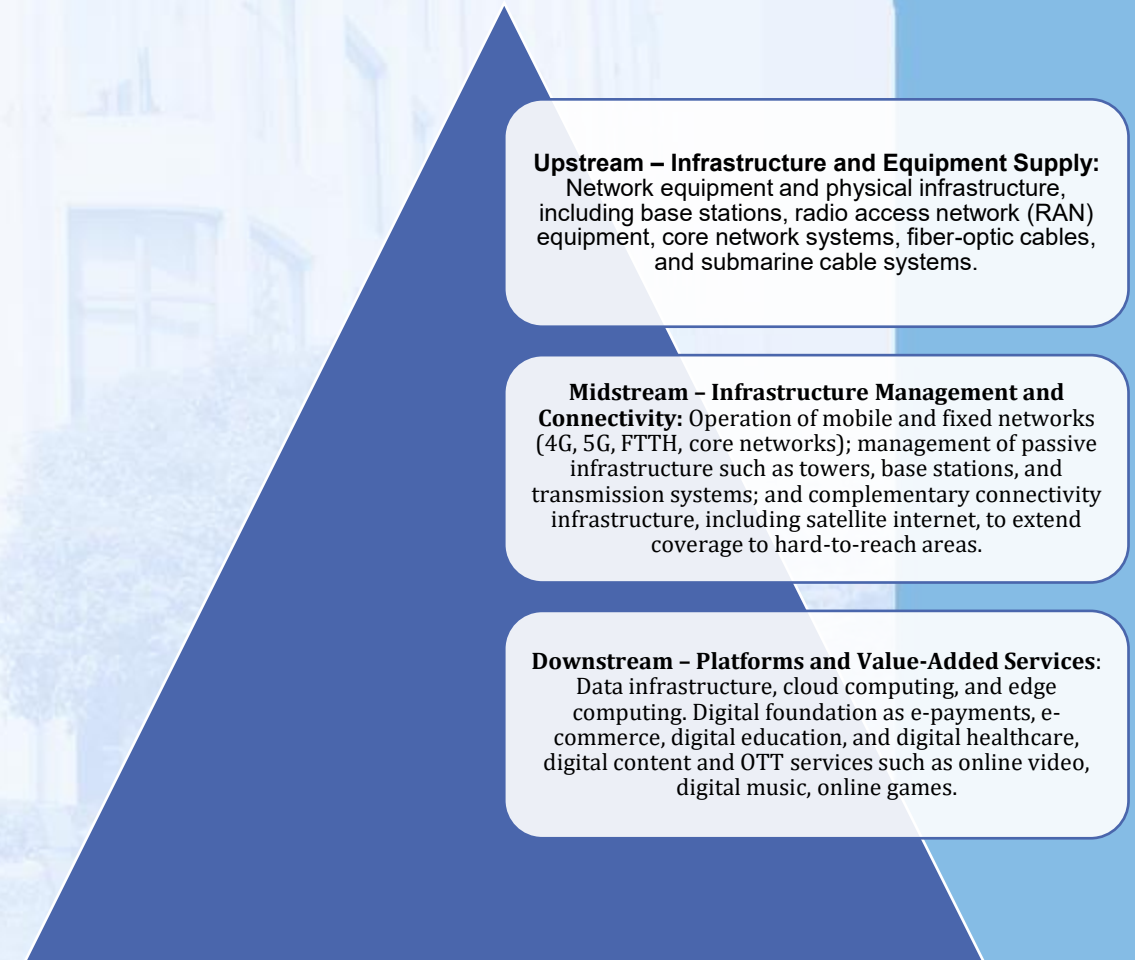 Upstream – Infrastructure and Equipment Supply:
Network equipment and physical infrastructure,
including base stations, radio access network (RAN)
equipment, core network systems, fiber-optic cables,
and submarine cable systems.
Midstream – Infrastructure Management and
Connectivity: Operation of mobile and fixed networks
(4G, 5G, FTTH, core networks); management of passive
infrastructure such as towers, base stations, and
transmission systems; and complementary connectivity
infrastructure, including satellite internet, to extend
coverage to hard-to-reach areas.
Downstream – Platforms and Value-Added Services:
Data infrastructure, cloud computing, and edge
computing. Digital foundation as e-payments, e-
commerce, digital education, and digital healthcare,
digital content and OTT services such as online video,
digital music, online games.